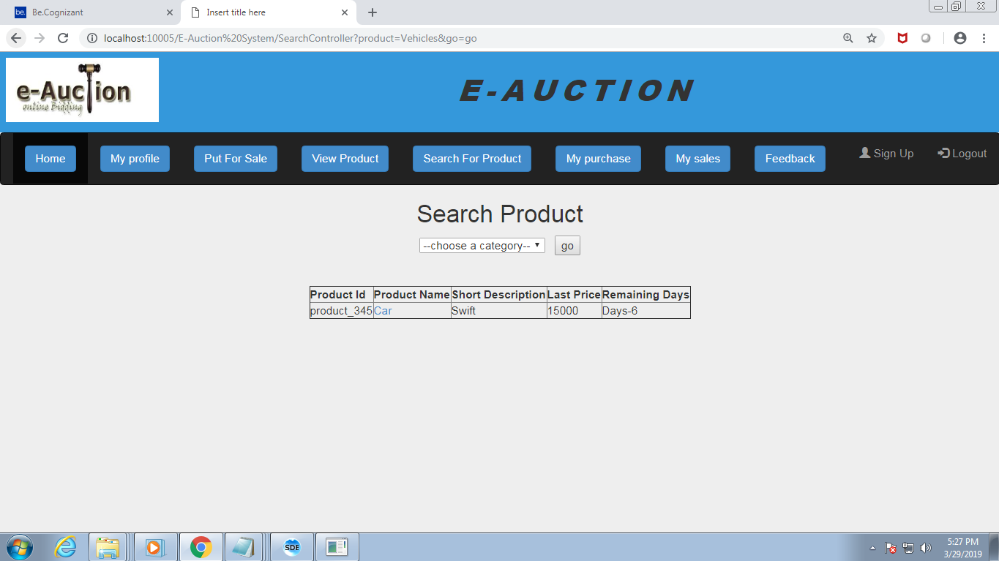 be. Be.Cognizant
Insert title here
localhost:10005/E-Auction%20System/SearchController?product=Vehicles&go=go
e-Auction
online Bidding
E-AUCTION
Home My profile Put For Sale View Product Search For Product My purchase My sales Feedback Sign Up Logout
Search Product
--choose a category-- go
Product Id Product Name Short Description Last Price Remaining Days
product_345 Car Swift 15000 Days-6
SDE
5:27 PM
3/29/2019